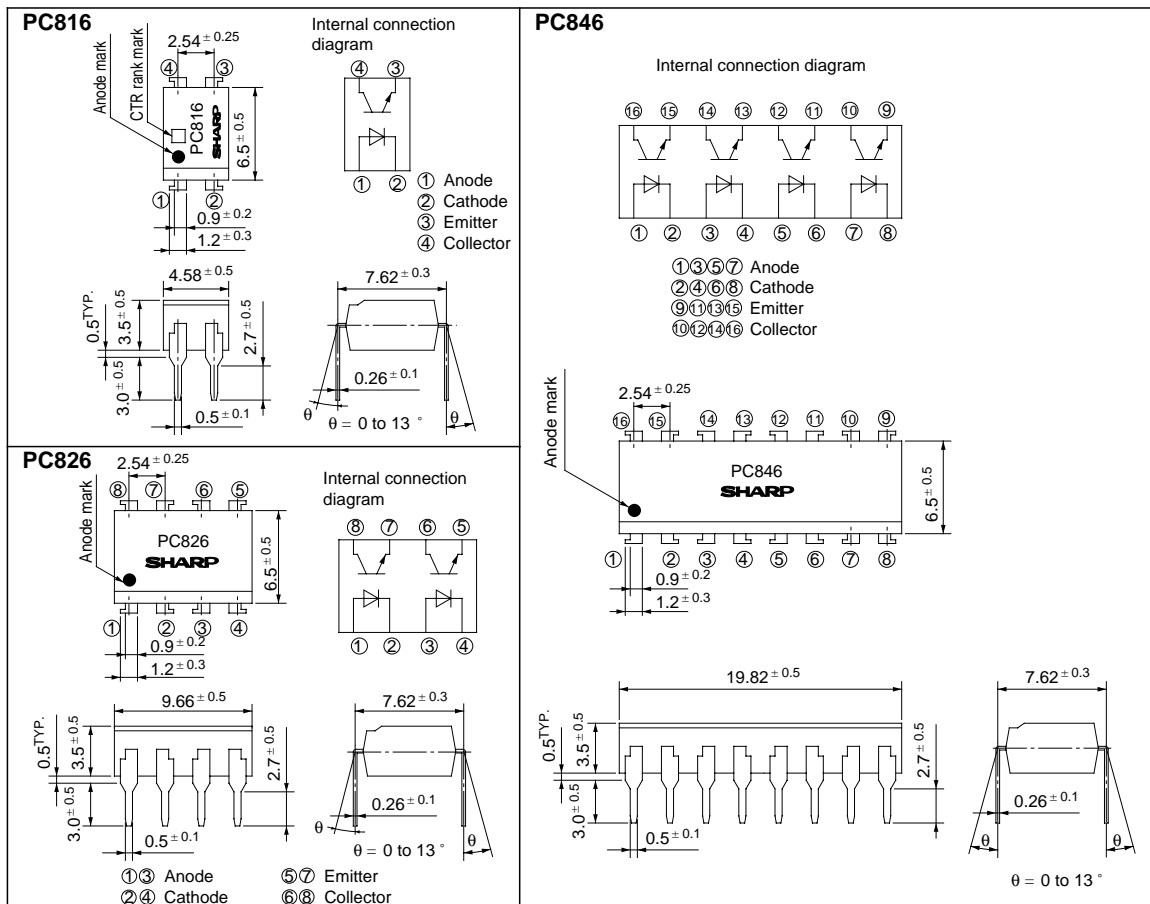 PC816
Anode mark
CTR rank mark
2.54 ± 0.25
④ ③
PC816
SHARP
6.5 ± 0.5
① ②
0.9 ± 0.2
1.2 ± 0.3
Internal connection
diagram
④ ③
① ②
① Anode
② Cathode
③ Emitter
④ Collector
4.58 ± 0.5
0.5 TYP.
3.5 ± 0.5
3.0 ± 0.5
2.7 ± 0.5
0.5 ± 0.1
7.62 ± 0.3
0.26 ± 0.1
θ θ
θ = 0 to 13 °
PC826
Anode mark
2.54 ± 0.25
⑧ ⑦ ⑥ ⑤
PC826
SHARP
6.5 ± 0.5
① ② ③ ④
0.9 ± 0.2
1.2 ± 0.3
Internal connection
diagram
⑧ ⑦ ⑥ ⑤
① ② ③ ④
9.66 ± 0.5
0.5 TYP.
3.5 ± 0.5
3.0 ± 0.5
2.7 ± 0.5
0.5 ± 0.1
7.62 ± 0.3
0.26 ± 0.1
θ θ
θ = 0 to 13 °
①③ Anode ⑤⑦ Emitter
②④ Cathode ⑥⑧ Collector
PC846
Internal connection diagram
⑯ ⑮ ⑭ ⑬ ⑫ ⑪ ⑩ ⑨
① ② ③ ④ ⑤ ⑥ ⑦ ⑧
①③⑤⑦ Anode
②④⑥⑧ Cathode
⑨⑪⑬⑮ Emitter
⑩⑫⑭⑯ Collector
Anode mark
2.54 ± 0.25
⑯ ⑮ ⑭ ⑬ ⑫ ⑪ ⑩ ⑨
PC846
SHARP
6.5 ± 0.5
① ② ③ ④ ⑤ ⑥ ⑦ ⑧
0.9 ± 0.2
1.2 ± 0.3
19.82 ± 0.5
0.5 TYP.
3.5 ± 0.5
3.0 ± 0.5
2.7 ± 0.5
0.5 ± 0.1
7.62 ± 0.3
0.26 ± 0.1
θ θ
θ = 0 to 13 °